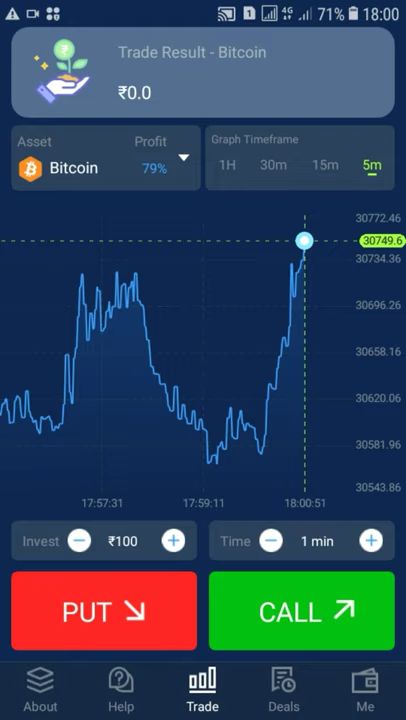 4G 71% 18:00
Trade Result - Bitcoin
₹0.0
Asset Profit
Bitcoin 79%
Graph Timeframe
1H 30m 15m 5m
30772.46
30749.6
30734.36
30696.26
30658.16
30620.06
30581.96
30543.86
17:57:31 17:59:11 18:00:51
Invest ₹100
Time 1 min
PUT
CALL
About Help Trade Deals Me